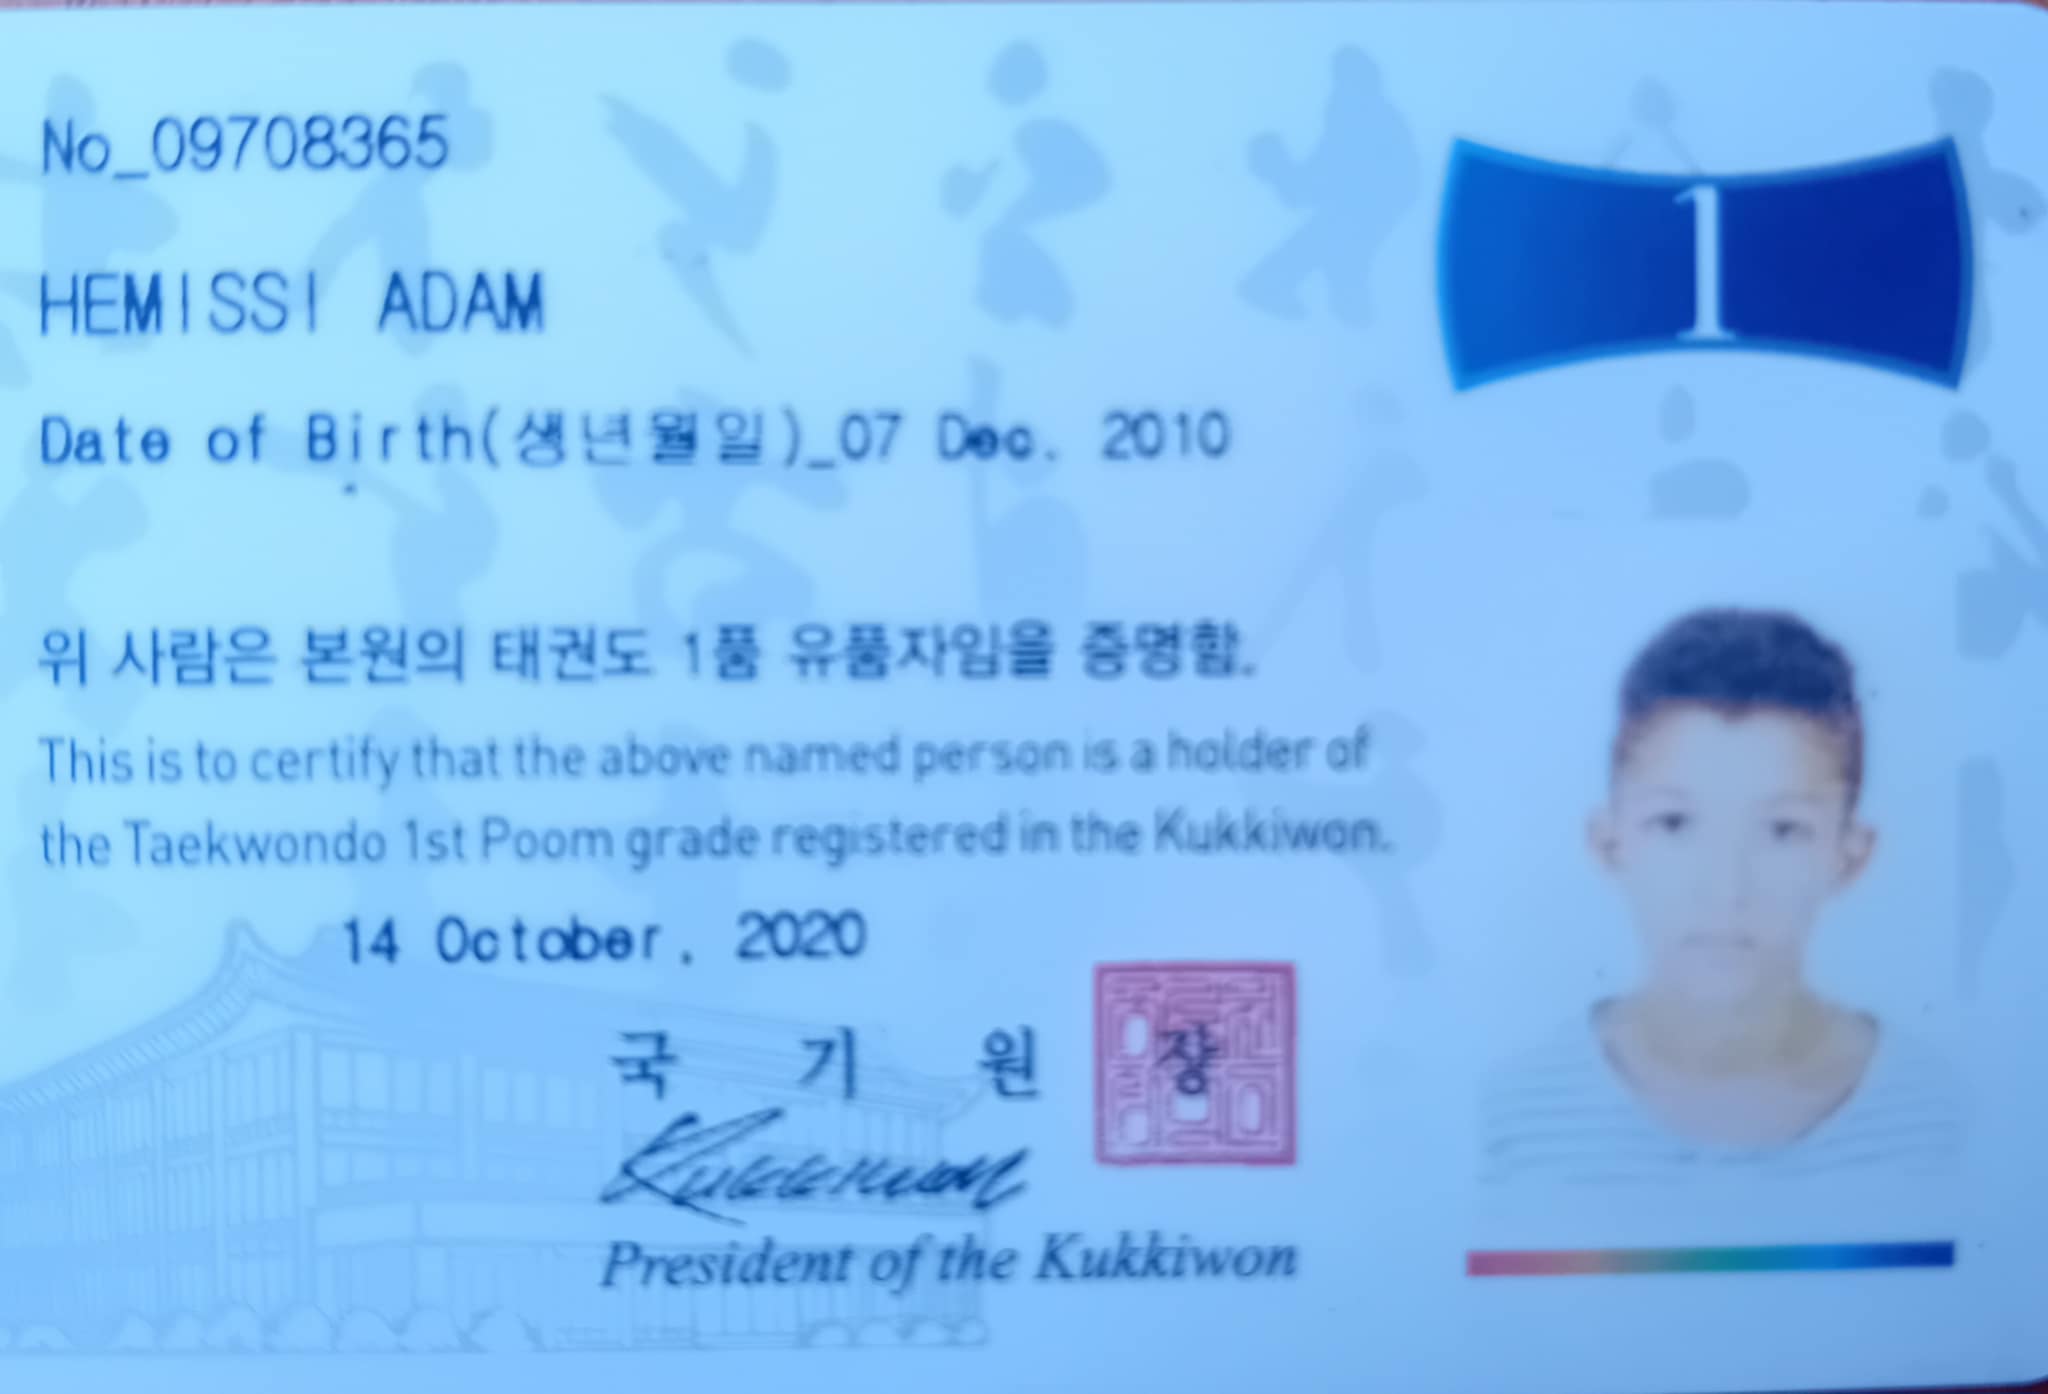 No_09708365
1
HEMISSI ADAM
Date of Birth(생년월일)_07 Dec. 2010
위 사람은 본원의 태권도 1품 유품자임을 증명함.
This is to certify that the above named person is a holder of
the Taekwondo 1st Poom grade registered in the Kukkiwon.
14 October, 2020
국 기 원 장
Kukkiwon
President of the Kukkiwon